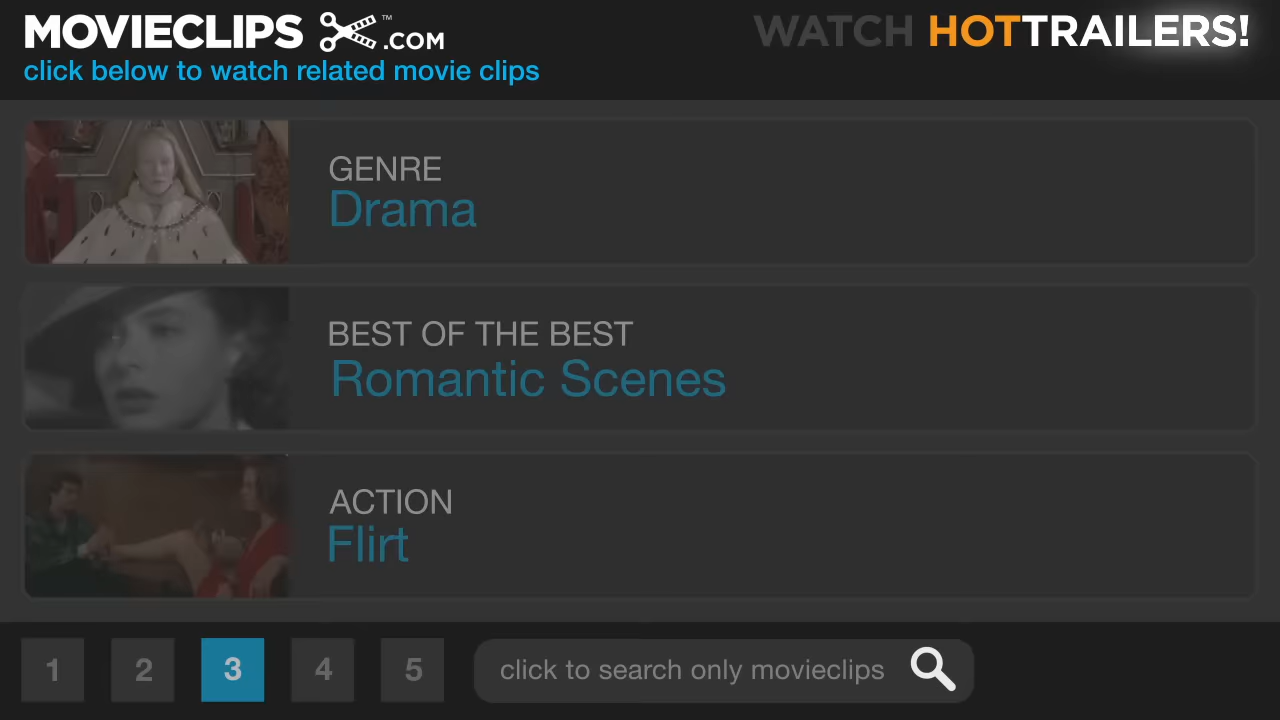 MOVIECLIPS ™.COM
click below to watch related movie clips
WATCH HOTTRAILERS!
GENRE
Drama
BEST OF THE BEST
Romantic Scenes
ACTION
Flirt
1 2 3 4 5
click to search only movieclips